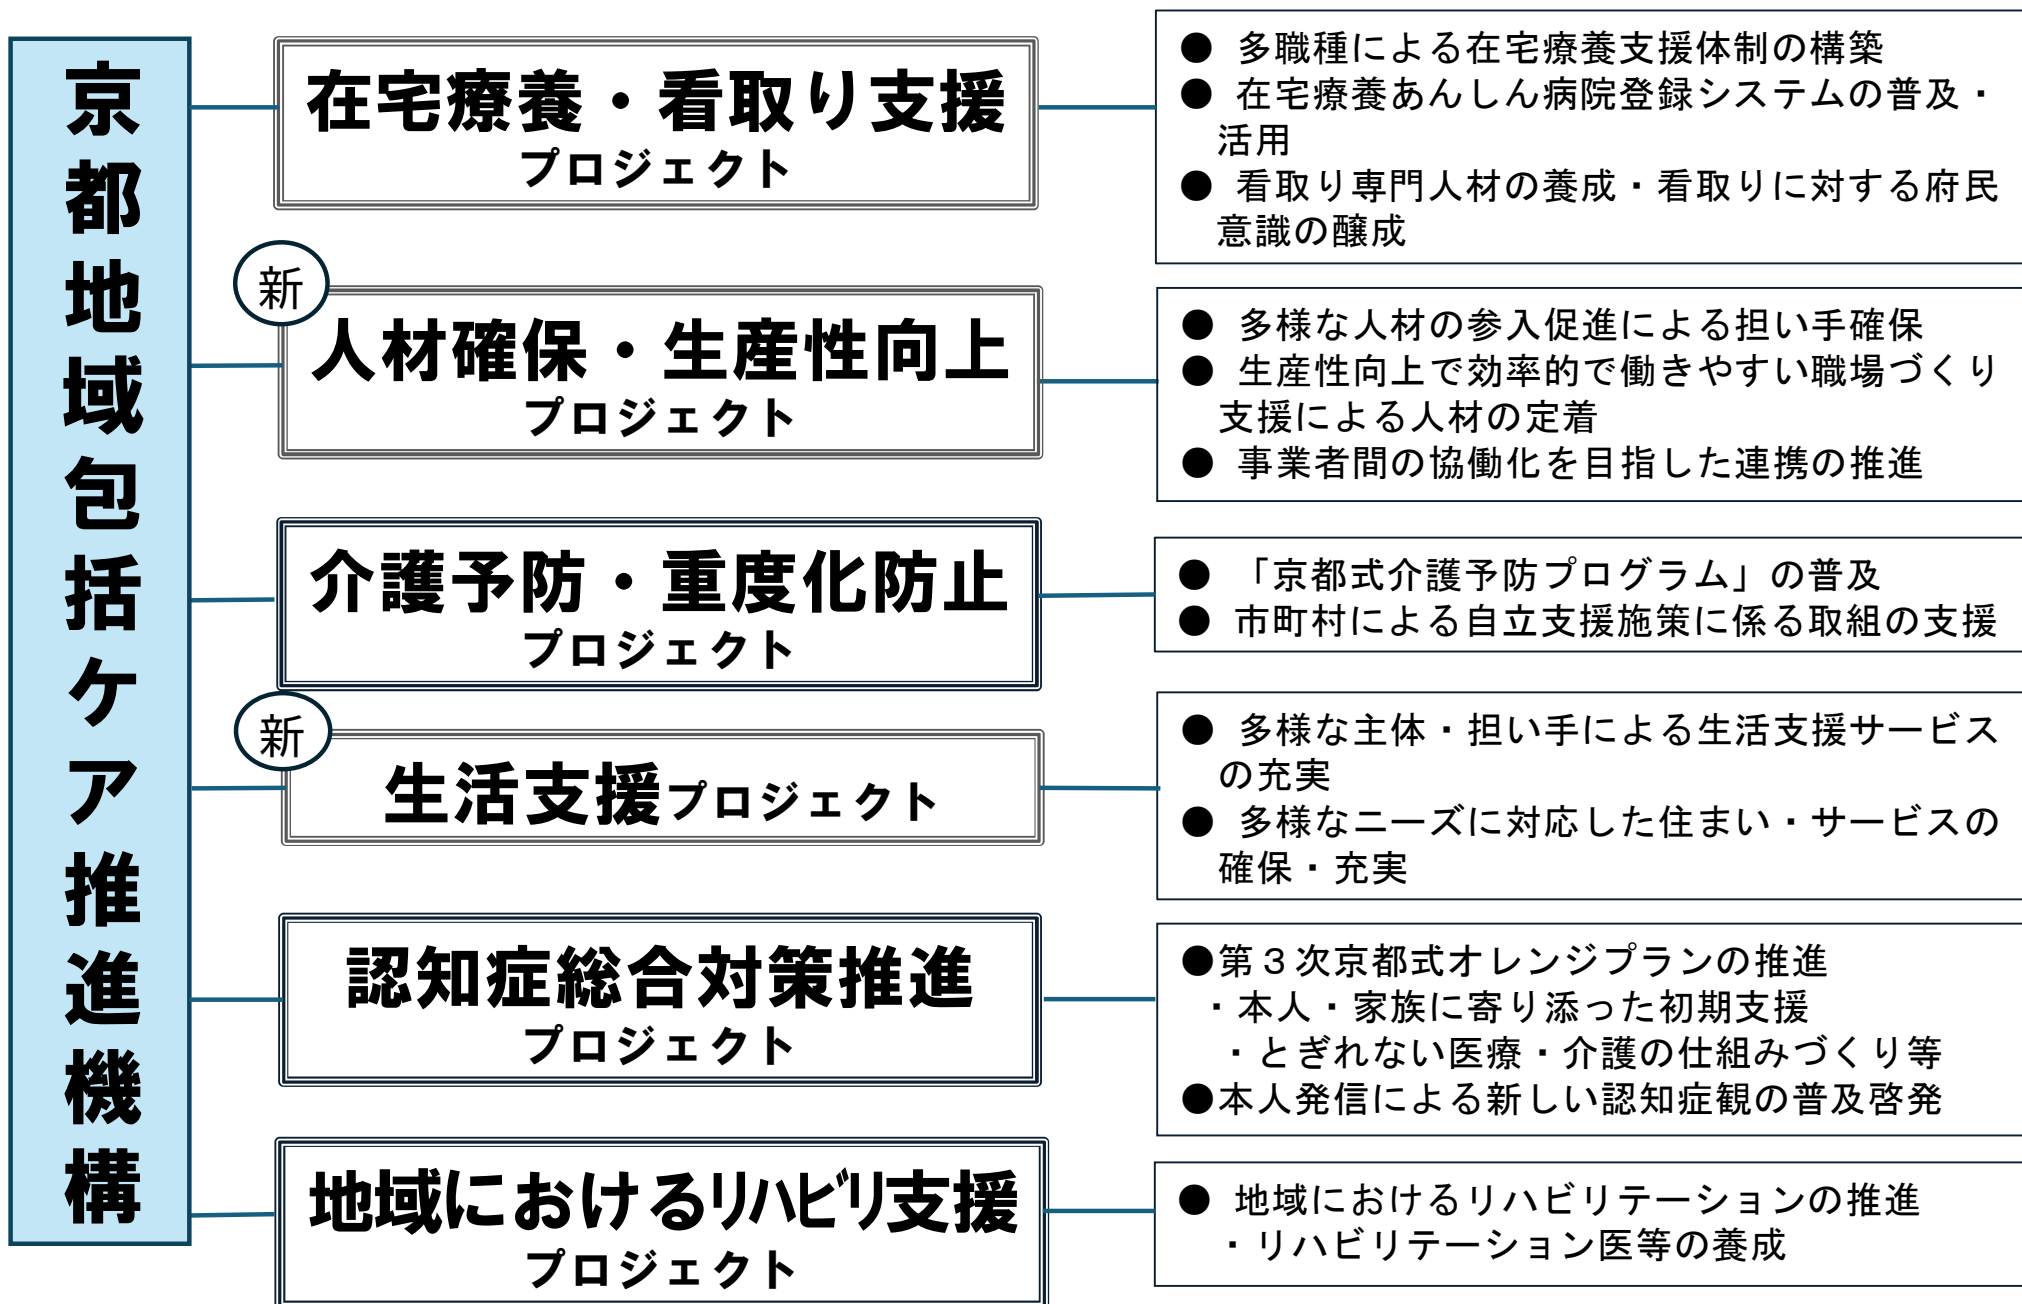 京都地域包括ケア推進機構
在宅療養・看取り支援
プロジェクト
● 多職種による在宅療養支援体制の構築
● 在宅療養あんしん病院登録システムの普及・
活用
● 看取り専門人材の養成・看取りに対する府民
意識の醸成
新
人材確保・生産性向上
プロジェクト
● 多様な人材の参入促進による担い手確保
● 生産性向上で効率的で働きやすい職場づくり
支援による人材の定着
● 事業者間の協働化を目指した連携の推進
介護予防・重度化防止
プロジェクト
● 「京都式介護予防プログラム」の普及
● 市町村による自立支援施策に係る取組の支援
新
生活支援プロジェクト
● 多様な主体・担い手による生活支援サービス
の充実
● 多様なニーズに対応した住まい・サービスの
確保・充実
認知症総合対策推進
プロジェクト
●第３次京都式オレンジプランの推進
・本人・家族に寄り添った初期支援
・とぎれない医療・介護の仕組みづくり等
●本人発信による新しい認知症観の普及啓発
地域におけるリハビリ支援
プロジェクト
● 地域におけるリハビリテーションの推進
・リハビリテーション医等の養成